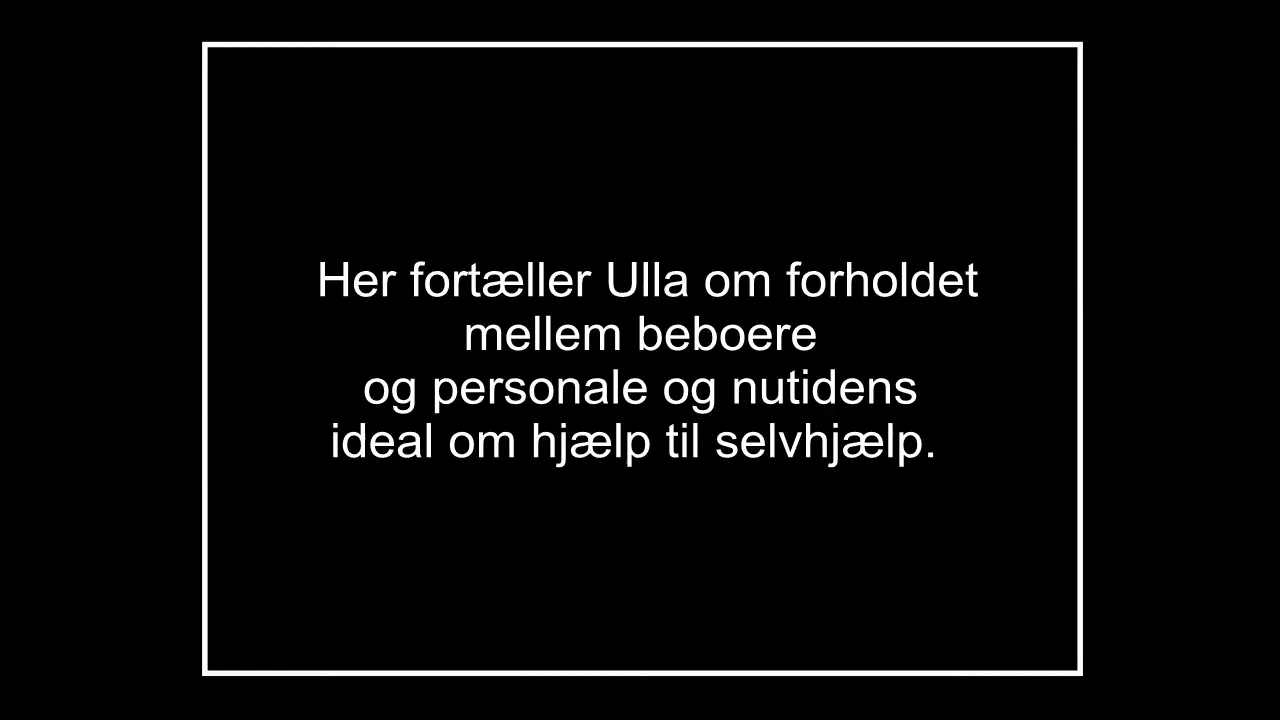 Her fortæller Ulla om forholdet
mellem beboere
og personale og nutidens
ideal om hjælp til selvhjælp.